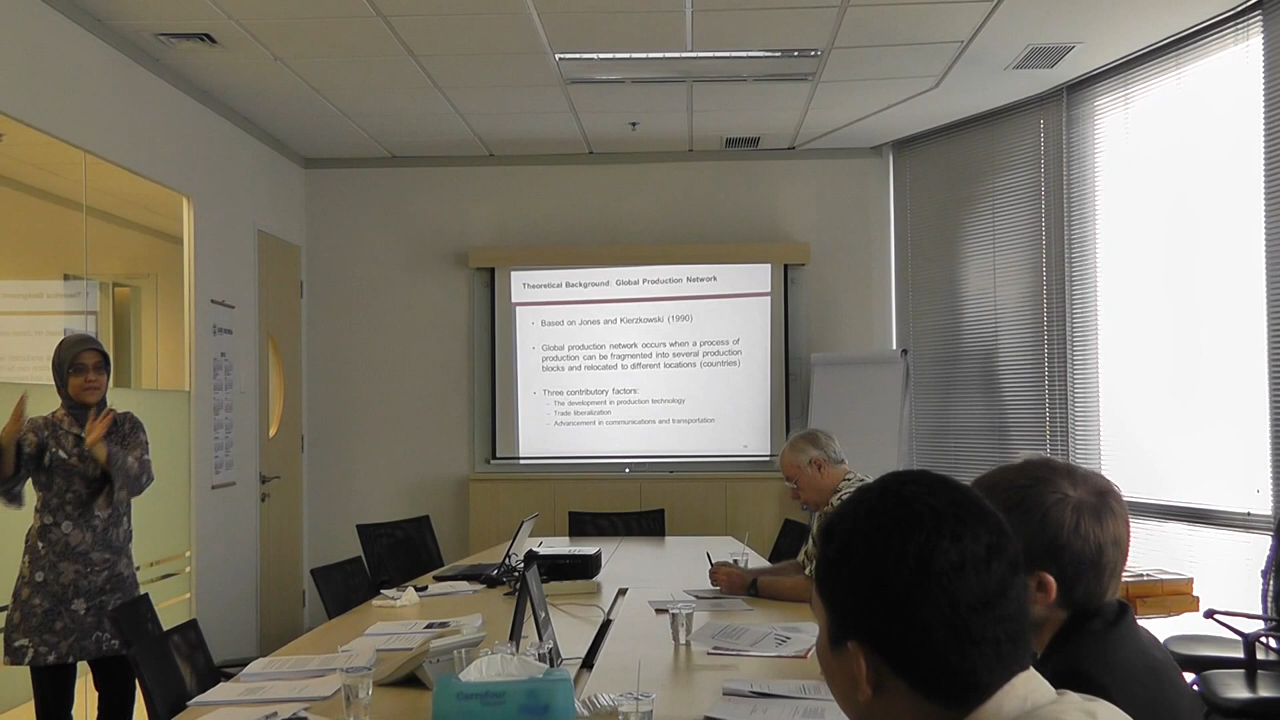 Theoretical Background: Global Production Network
• Based on Jones and Kierzkowski (1990)
• Global production network occurs when a process of
production can be fragmented into several production
blocks and relocated to different locations (countries)
• Three contributory factors:
– The development in production technology
– Trade liberalization
– Advancement in communications and transportation
Carrefour